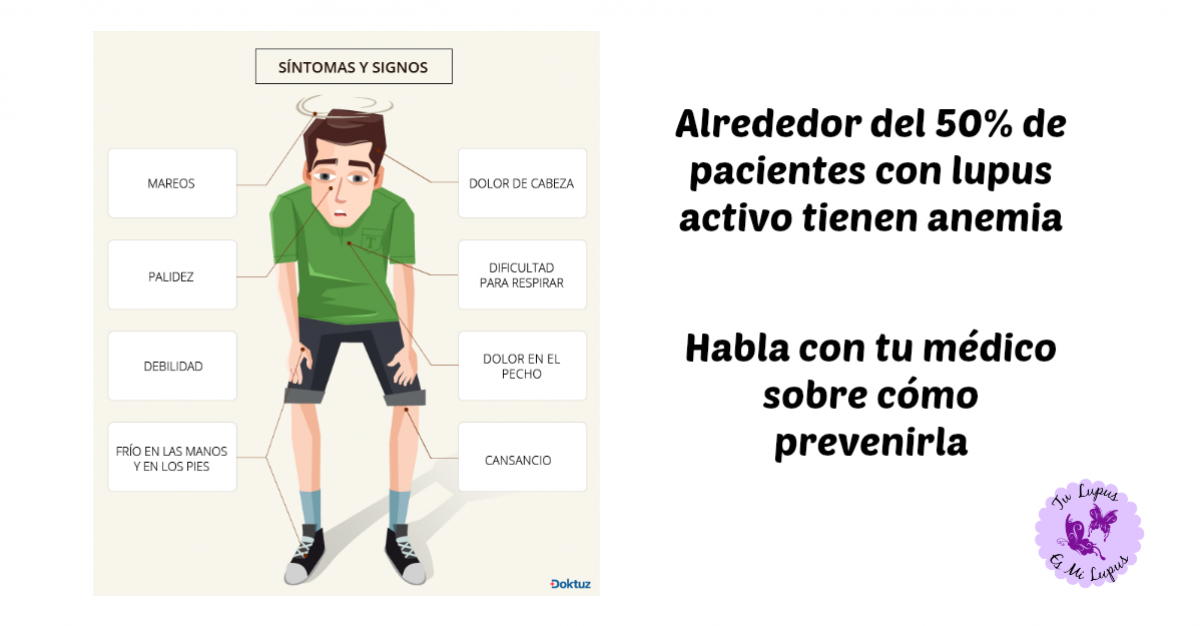 SÍNTOMAS Y SIGNOS
MAREOS
DOLOR DE CABEZA
PALIDEZ
DIFICULTAD
PARA RESPIRAR
DEBILIDAD
DOLOR EN EL
PECHO
FRÍO EN LAS MANOS
Y EN LOS PIES
CANSANCIO
Doktuz
Alrededor del 50% de
pacientes con lupus
activo tienen anemia
Habla con tu médico
sobre cómo
prevenirla
Tu Lupus
Es Mi Lupus